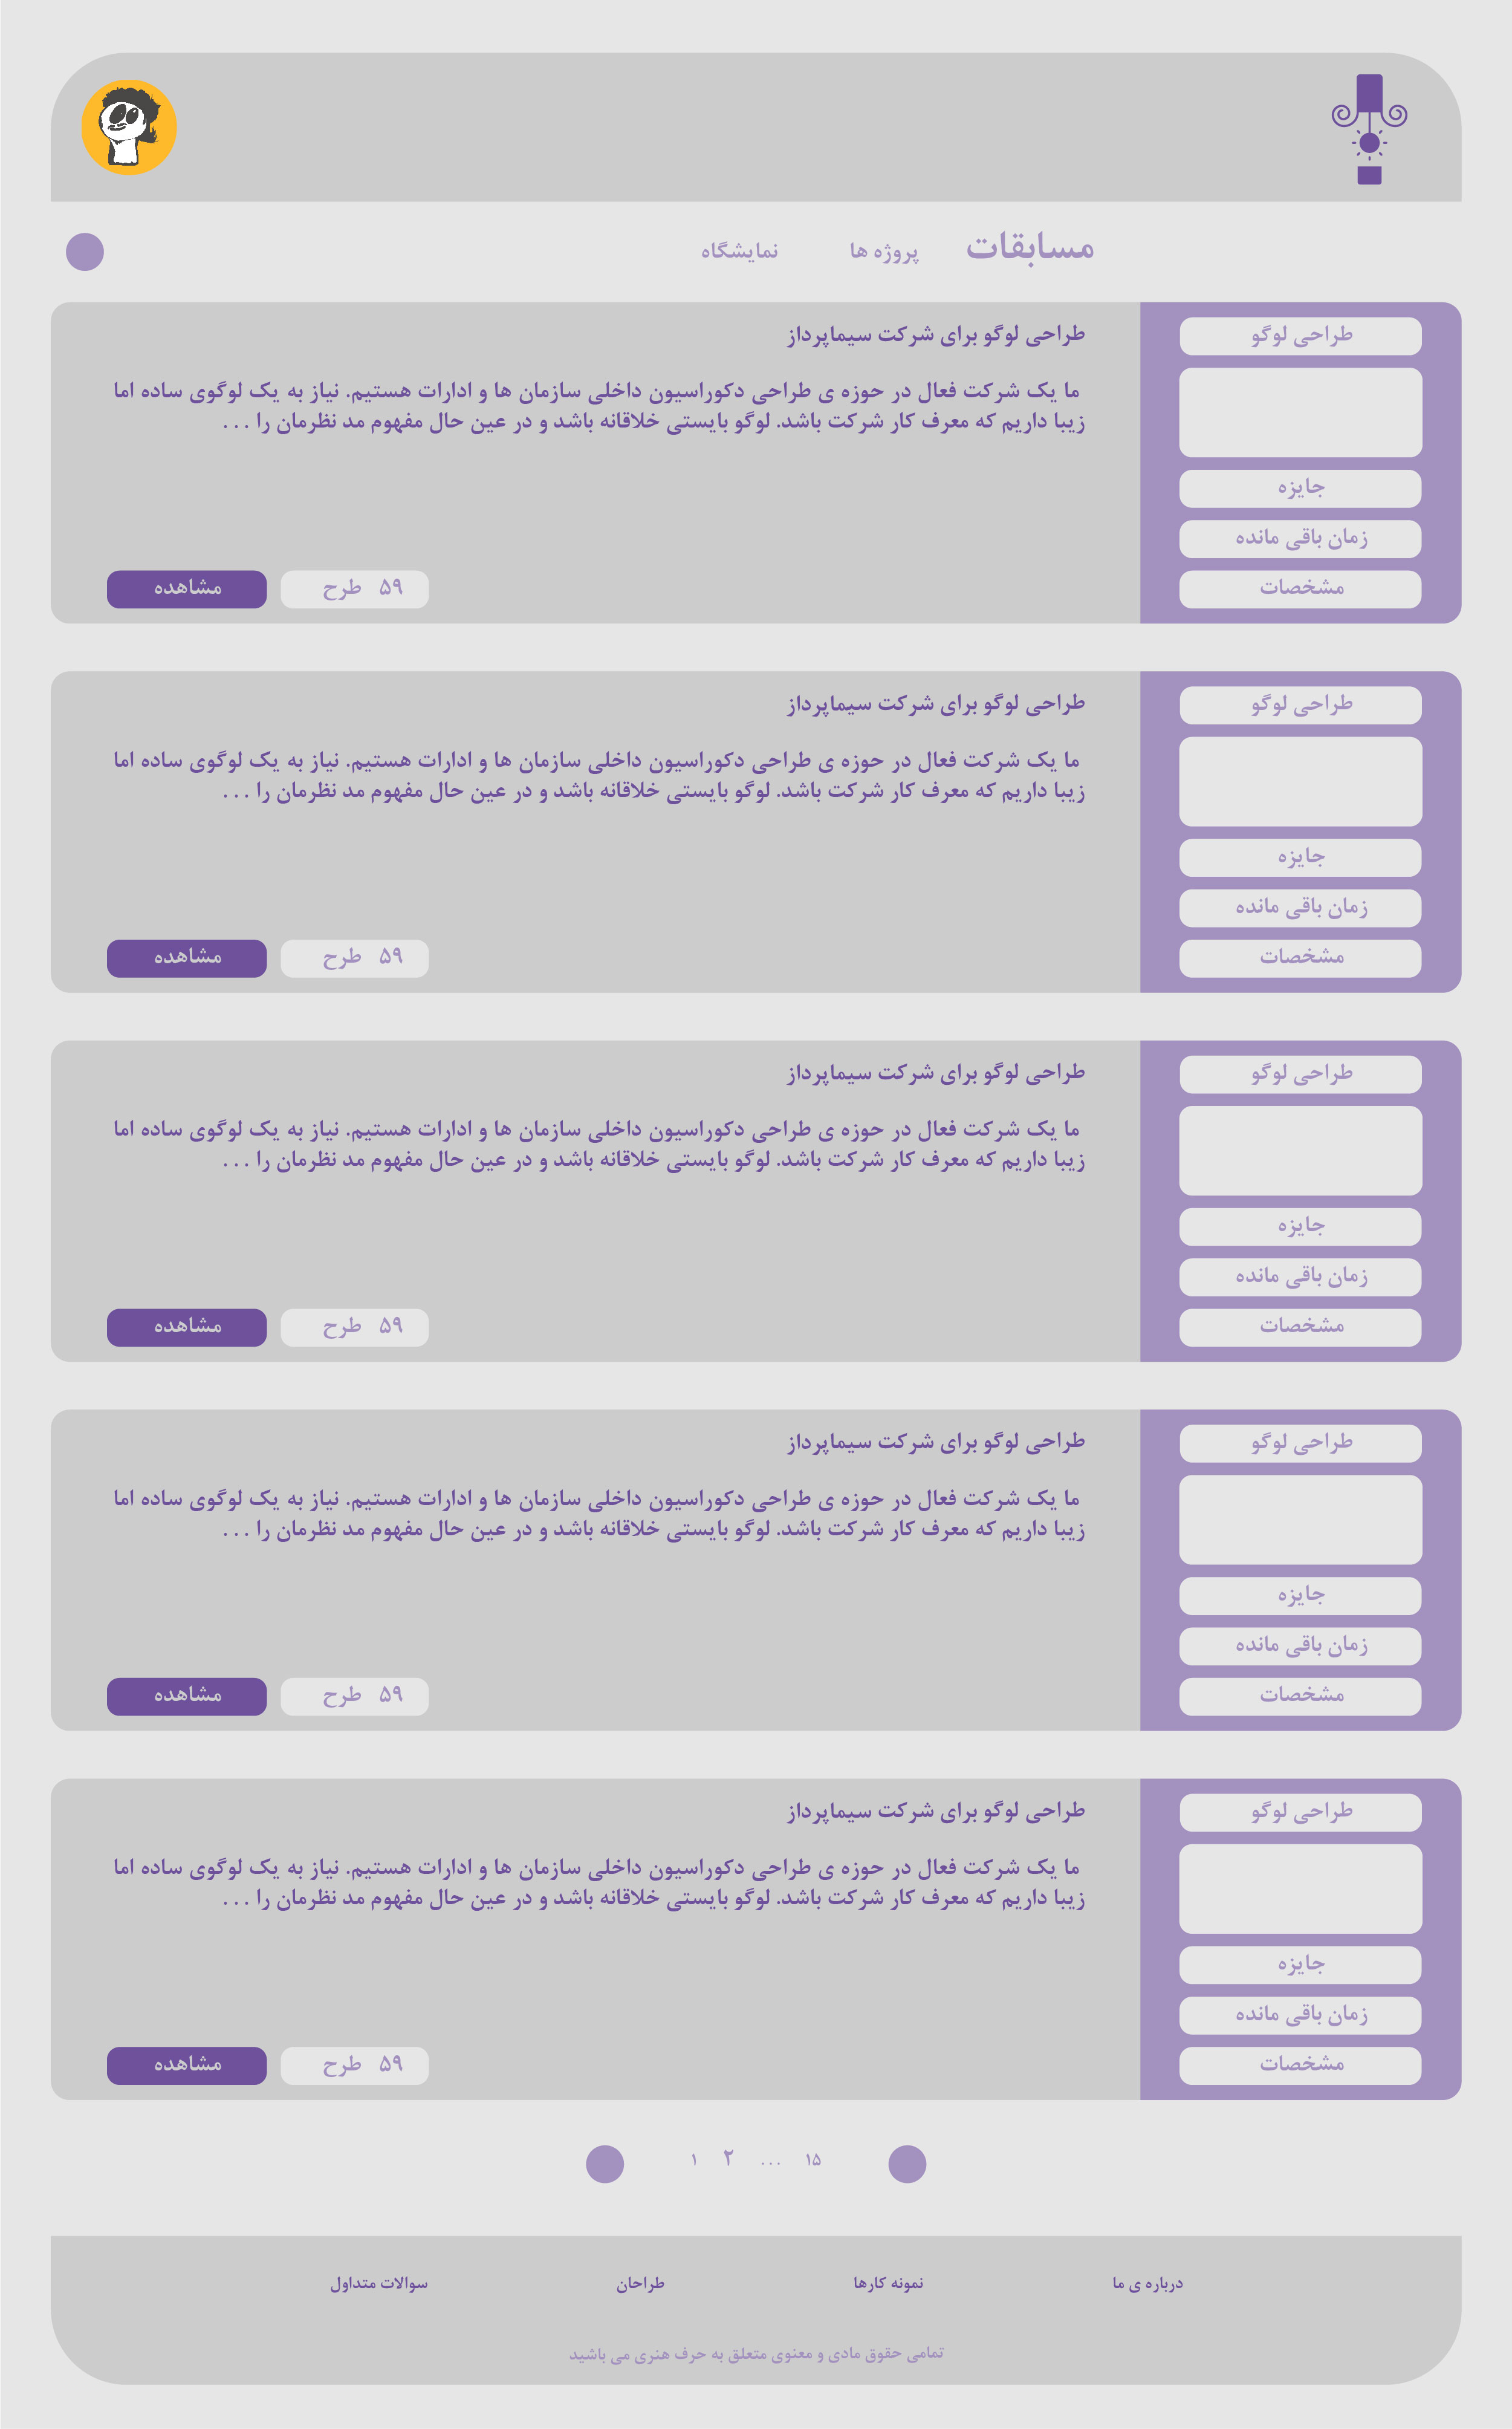 مسابقات پروژه ها نمایشگاه
طراحی لوگو
جایزه
زمان باقی مانده
مشخصات
طراحی لوگو برای شرکت سیماپرداز
ما یک شرکت فعال در حوزه ی طراحی دکوراسیون داخلی سازمان ها و ادارات هستیم. نیاز به یک لوگوی ساده اما
زیبا داریم که معرف کار شرکت باشد. لوگو بایستی خلاقانه باشد و در عین حال مفهوم مد نظرمان را ...
۵۹ طرح
مشاهده
طراحی لوگو
جایزه
زمان باقی مانده
مشخصات
طراحی لوگو برای شرکت سیماپرداز
ما یک شرکت فعال در حوزه ی طراحی دکوراسیون داخلی سازمان ها و ادارات هستیم. نیاز به یک لوگوی ساده اما
زیبا داریم که معرف کار شرکت باشد. لوگو بایستی خلاقانه باشد و در عین حال مفهوم مد نظرمان را ...
۵۹ طرح
مشاهده
طراحی لوگو
جایزه
زمان باقی مانده
مشخصات
طراحی لوگو برای شرکت سیماپرداز
ما یک شرکت فعال در حوزه ی طراحی دکوراسیون داخلی سازمان ها و ادارات هستیم. نیاز به یک لوگوی ساده اما
زیبا داریم که معرف کار شرکت باشد. لوگو بایستی خلاقانه باشد و در عین حال مفهوم مد نظرمان را ...
۵۹ طرح
مشاهده
طراحی لوگو
جایزه
زمان باقی مانده
مشخصات
طراحی لوگو برای شرکت سیماپرداز
ما یک شرکت فعال در حوزه ی طراحی دکوراسیون داخلی سازمان ها و ادارات هستیم. نیاز به یک لوگوی ساده اما
زیبا داریم که معرف کار شرکت باشد. لوگو بایستی خلاقانه باشد و در عین حال مفهوم مد نظرمان را ...
۵۹ طرح
مشاهده
طراحی لوگو
جایزه
زمان باقی مانده
مشخصات
طراحی لوگو برای شرکت سیماپرداز
ما یک شرکت فعال در حوزه ی طراحی دکوراسیون داخلی سازمان ها و ادارات هستیم. نیاز به یک لوگوی ساده اما
زیبا داریم که معرف کار شرکت باشد. لوگو بایستی خلاقانه باشد و در عین حال مفهوم مد نظرمان را ...
۵۹ طرح
مشاهده
۱ ۲ ... ۱۵
درباره ی ما نمونه کارها طراحان سوالات متداول
تمامی حقوق مادی و معنوی متعلق به حرف هنری می باشید